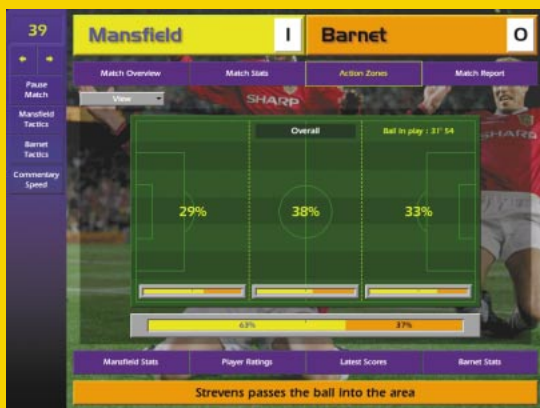 39
Mansfield 1 Barnet 0
Match Overview Match Stats Action Zones Match Report
Pause
Match
View
SHARP
Mansfield
Tactics
Barnet
Tactics
Commentary
Speed
Overall Ball in play : 31' 54
SHARP
29% 38% 33%
63% 37%
Mansfield Stats Player Ratings Latest Scores Barnet Stats
Strevens passes the ball into the area